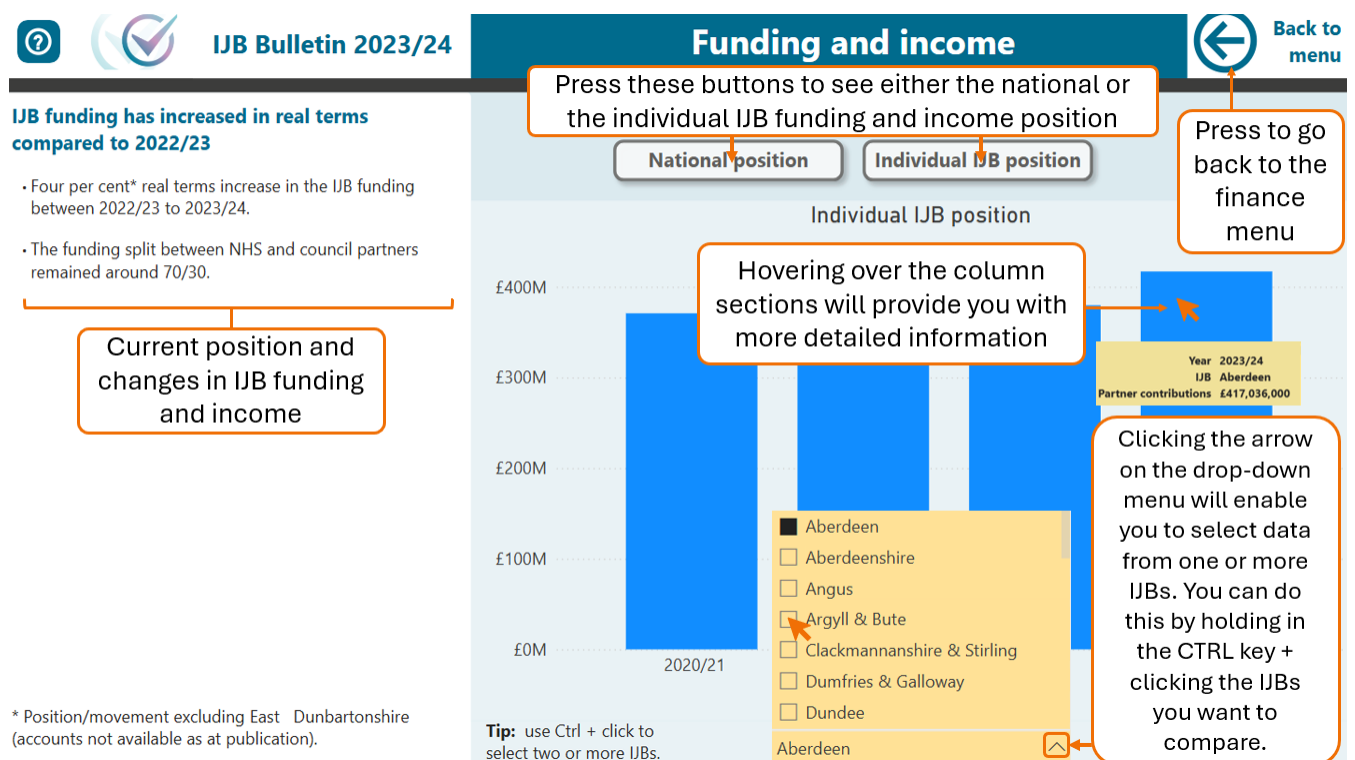 IJB Bulletin 2023/24
Funding and income
Back to
menu
Press these buttons to see either the national or
the individual IJB funding and income position
Press to go
back to the
finance
menu
National position
Individual IJB position
IJB funding has increased in real terms
compared to 2022/23
• Four per cent* real terms increase in the IJB funding
between 2022/23 to 2023/24.
• The funding split between NHS and council partners
remained around 70/30.
Current position and
changes in IJB funding
and income
* Position/movement excluding East Dunbartonshire
(accounts not available as at publication).
Individual IJB position
Hovering over the column
sections will provide you with
more detailed information
£400M
£300M
£200M
£100M
£0M
2020/21
Year 2023/24
IJB Aberdeen
Partner contributions £417,036,000
Aberdeen
Aberdeenshire
Angus
Argyll & Bute
Clackmannanshire & Stirling
Dumfries & Galloway
Dundee
Aberdeen
Tip: use Ctrl + click to
select two or more IJBs.
Clicking the arrow
on the drop-down
menu will enable
you to select data
from one or more
IJBs. You can do
this by holding in
the CTRL key +
clicking the IJBs
you want to
compare.